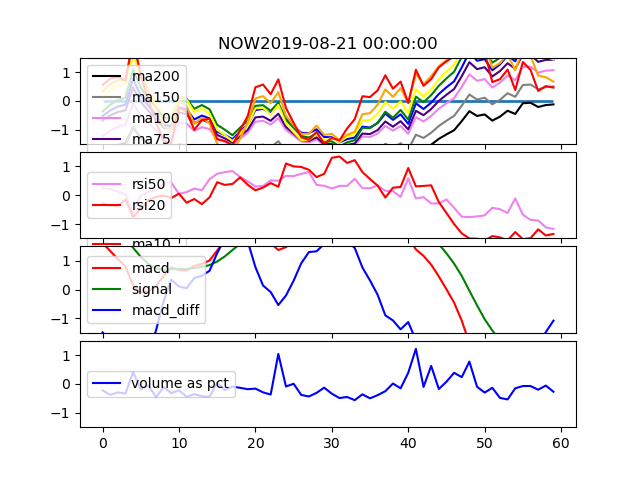 NOW2019-08-21 00:00:00
1
0
−1
ma200
ma150
ma100
ma75
1
0
−1
rsi50
rsi20
ma10
1
0
−1
macd
signal
macd_diff
1
0
−1
volume as pct
0 10 20 30 40 50 60